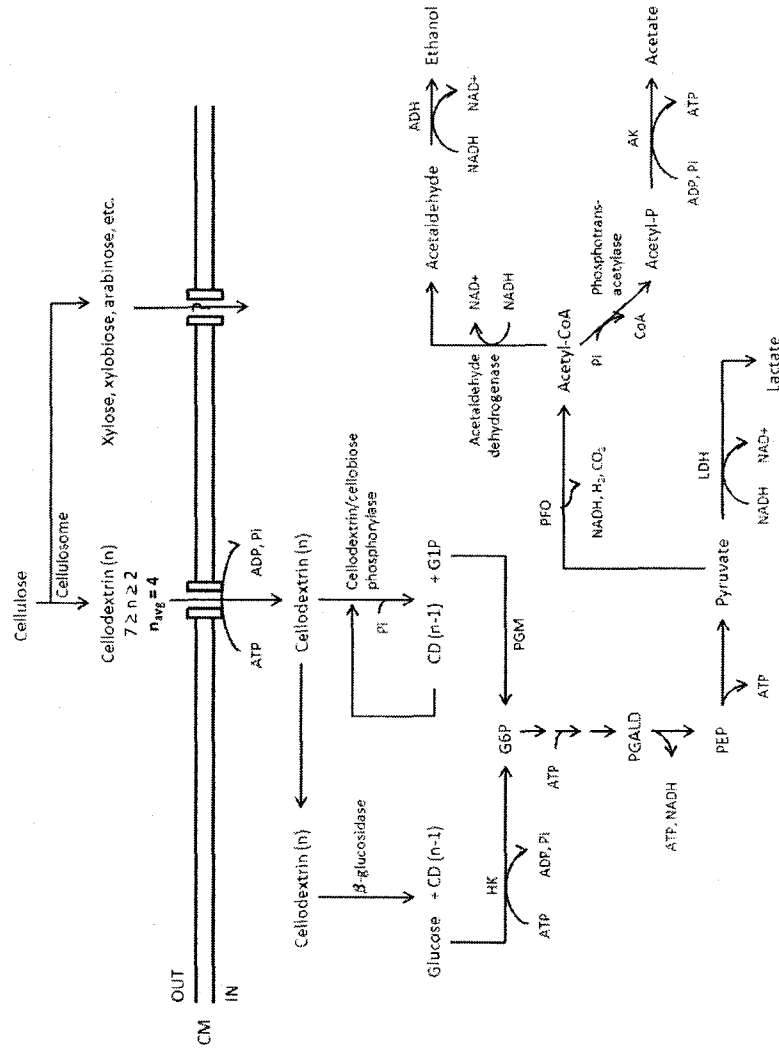 Cellulose
Cellulosome
Cellodextrin (n)
7 ≥ n ≥ 2
n_avg = 4
Xylose, xylobiose, arabinose, etc.
OUT
CM
IN
ATP
ADP, Pi
Cellodextrin (n)
Cellodextrin (n)
β-glucosidase
Glucose + CD (n-1)
Pi
Cellodextrin/cellobiose
phosphorylase
CD (n-1) + G1P
HK
ATP
ADP, Pi
PGM
G6P
ATP
PGALD
ATP, NADH
PEP
ATP
Pyruvate
PFO
NADH, H₂, CO₂
LDH
NADH
NAD+
Lactate
Acetyl-CoA
Acetaldehyde
dehydrogenase
NAD+
NADH
Acetaldehyde
ADH
NADH
NAD+
Ethanol
Pi
CoA
Phosphotrans-
acetylase
Acetyl-P
AK
ADP, Pi
ATP
Acetate